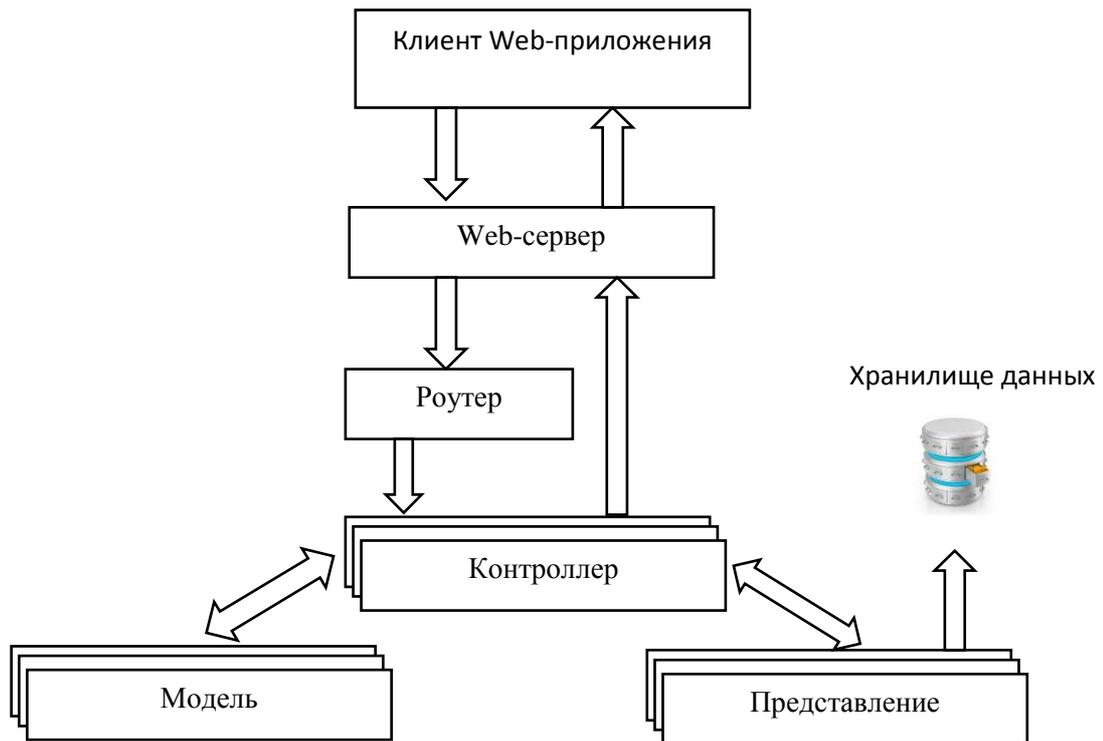 Клиент Web-приложения
Web-сервер
Роутер
Хранилище данных
Контроллер
Модель
Представление